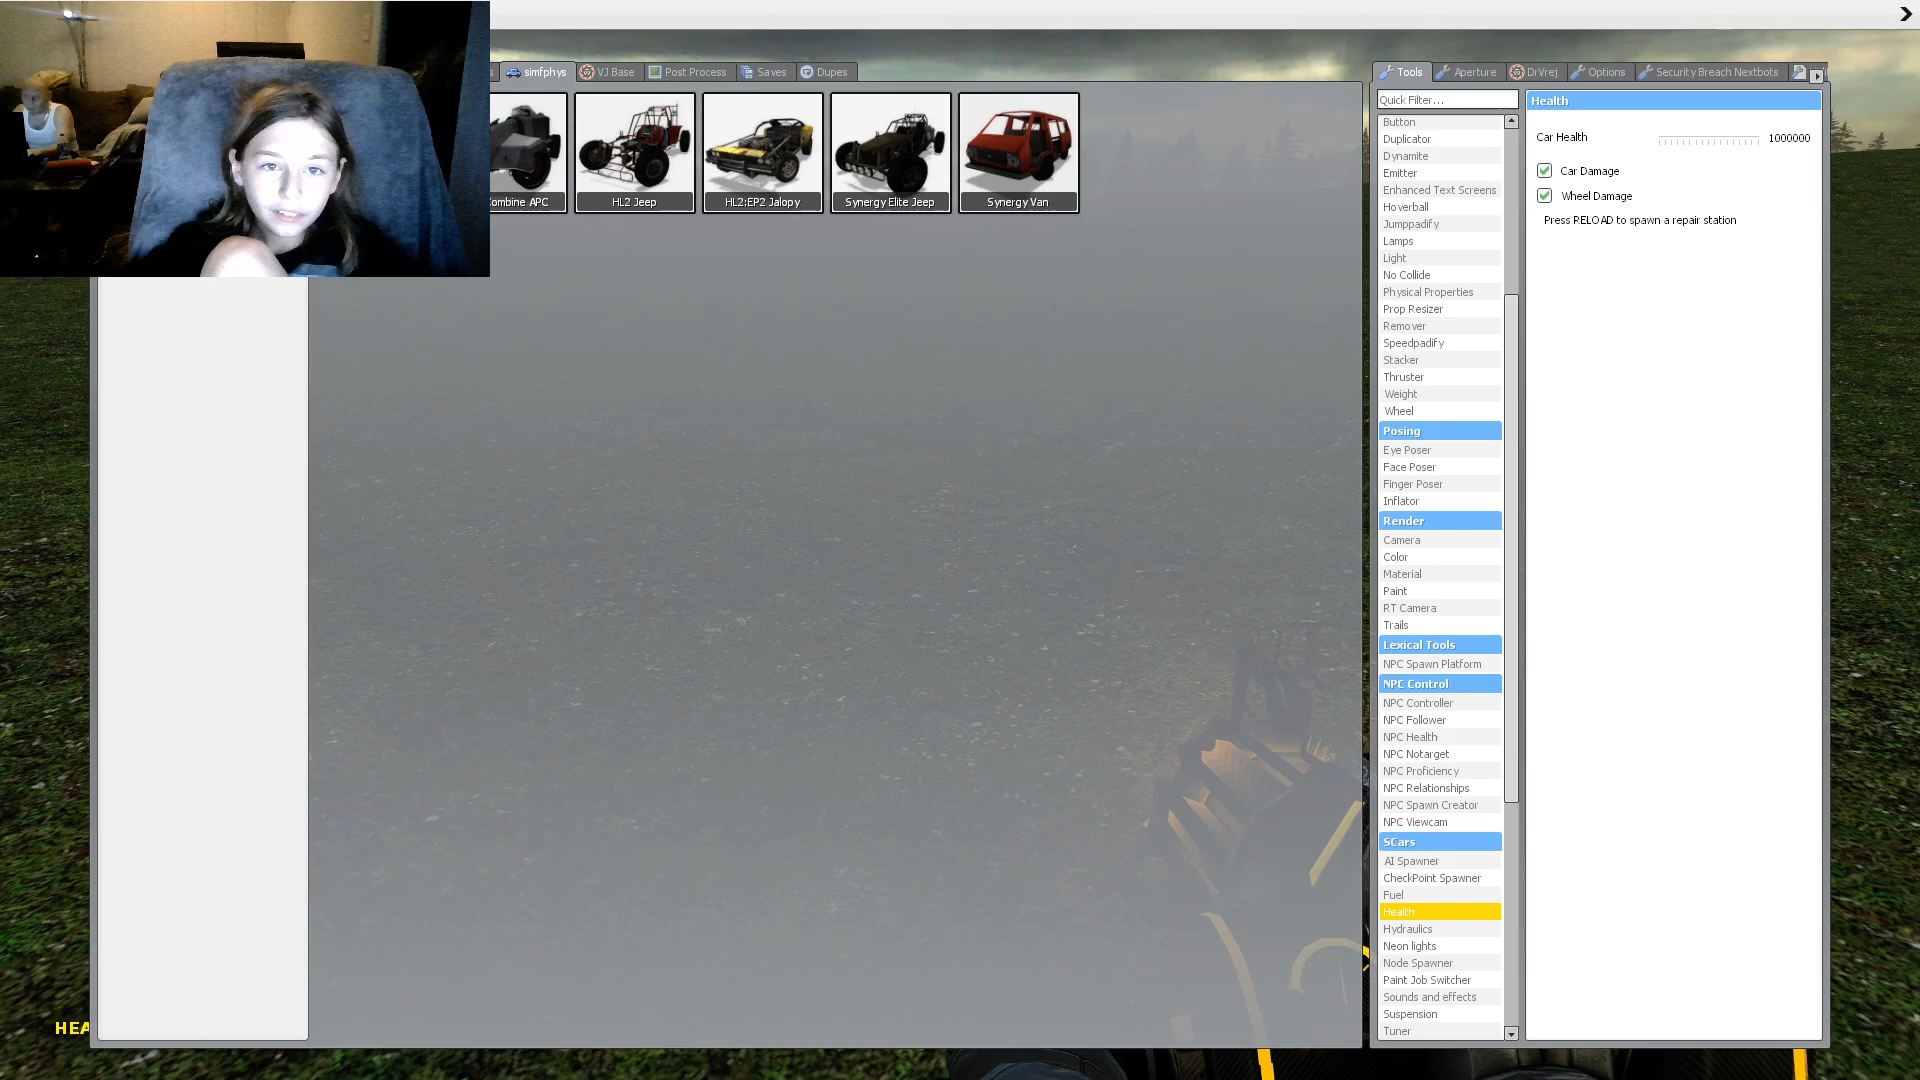 simfphys
VJ Base
Post Process
Saves
Dupes
Tools
Aperture
DrVrej
Options
Security Breach Nextbots
ombine APC
HL2 Jeep
HL2:EP2 Jalopy
Synergy Elite Jeep
Synergy Van
Quick Filter...
Button
Duplicator
Dynamite
Emitter
Enhanced Text Screens
Hoverball
Jumppadify
Lamps
Light
No Collide
Physical Properties
Prop Resizer
Remover
Speedpadify
Stacker
Thruster
Weight
Wheel
Posing
Eye Poser
Face Poser
Finger Poser
Inflator
Render
Camera
Color
Material
Paint
RT Camera
Trails
Lexical Tools
NPC Spawn Platform
NPC Control
NPC Controller
NPC Follower
NPC Health
NPC Notarget
NPC Proficiency
NPC Relationships
NPC Spawn Creator
NPC Viewcam
SCars
AI Spawner
CheckPoint Spawner
Fuel
Health
Hydraulics
Neon lights
Node Spawner
Paint Job Switcher
Sounds and effects
Suspension
Tuner
Health
Car Health 1000000
Car Damage
Wheel Damage
Press RELOAD to spawn a repair station
HEA